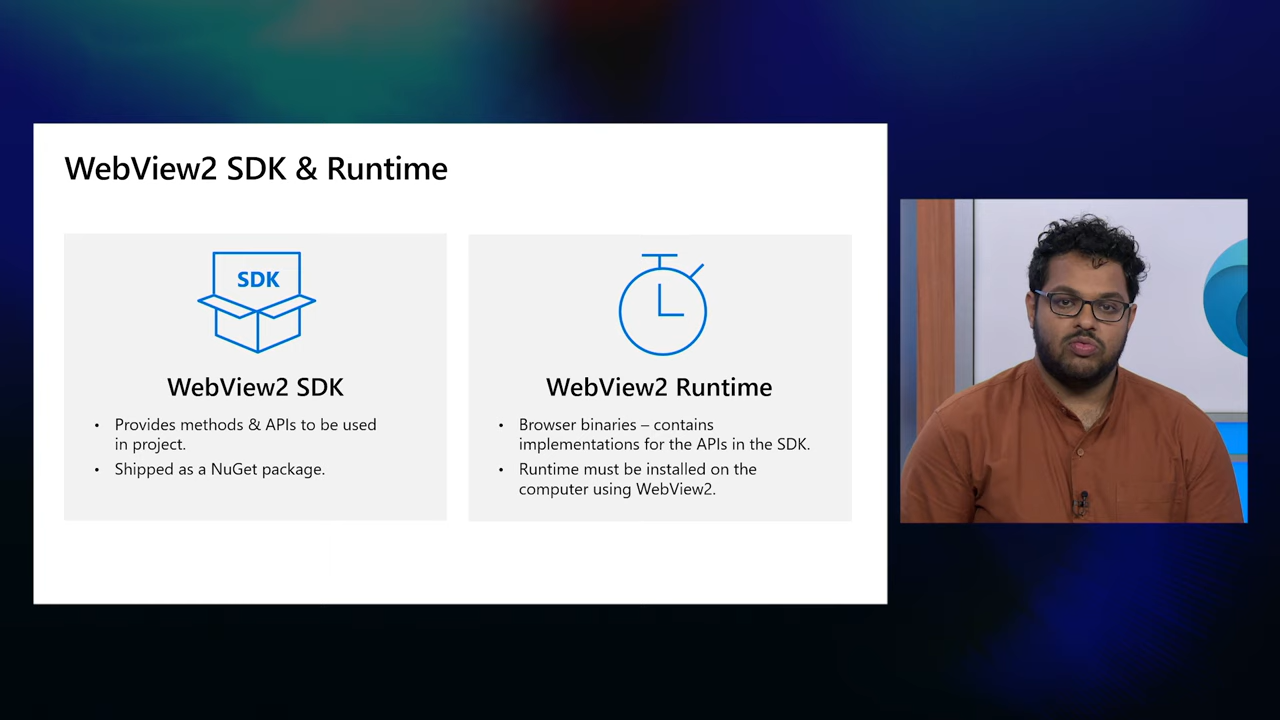 WebView2 SDK & Runtime
SDK
WebView2 SDK
• Provides methods & APIs to be used
in project.
• Shipped as a NuGet package.
WebView2 Runtime
• Browser binaries – contains
implementations for the APIs in the SDK.
• Runtime must be installed on the
computer using WebView2.